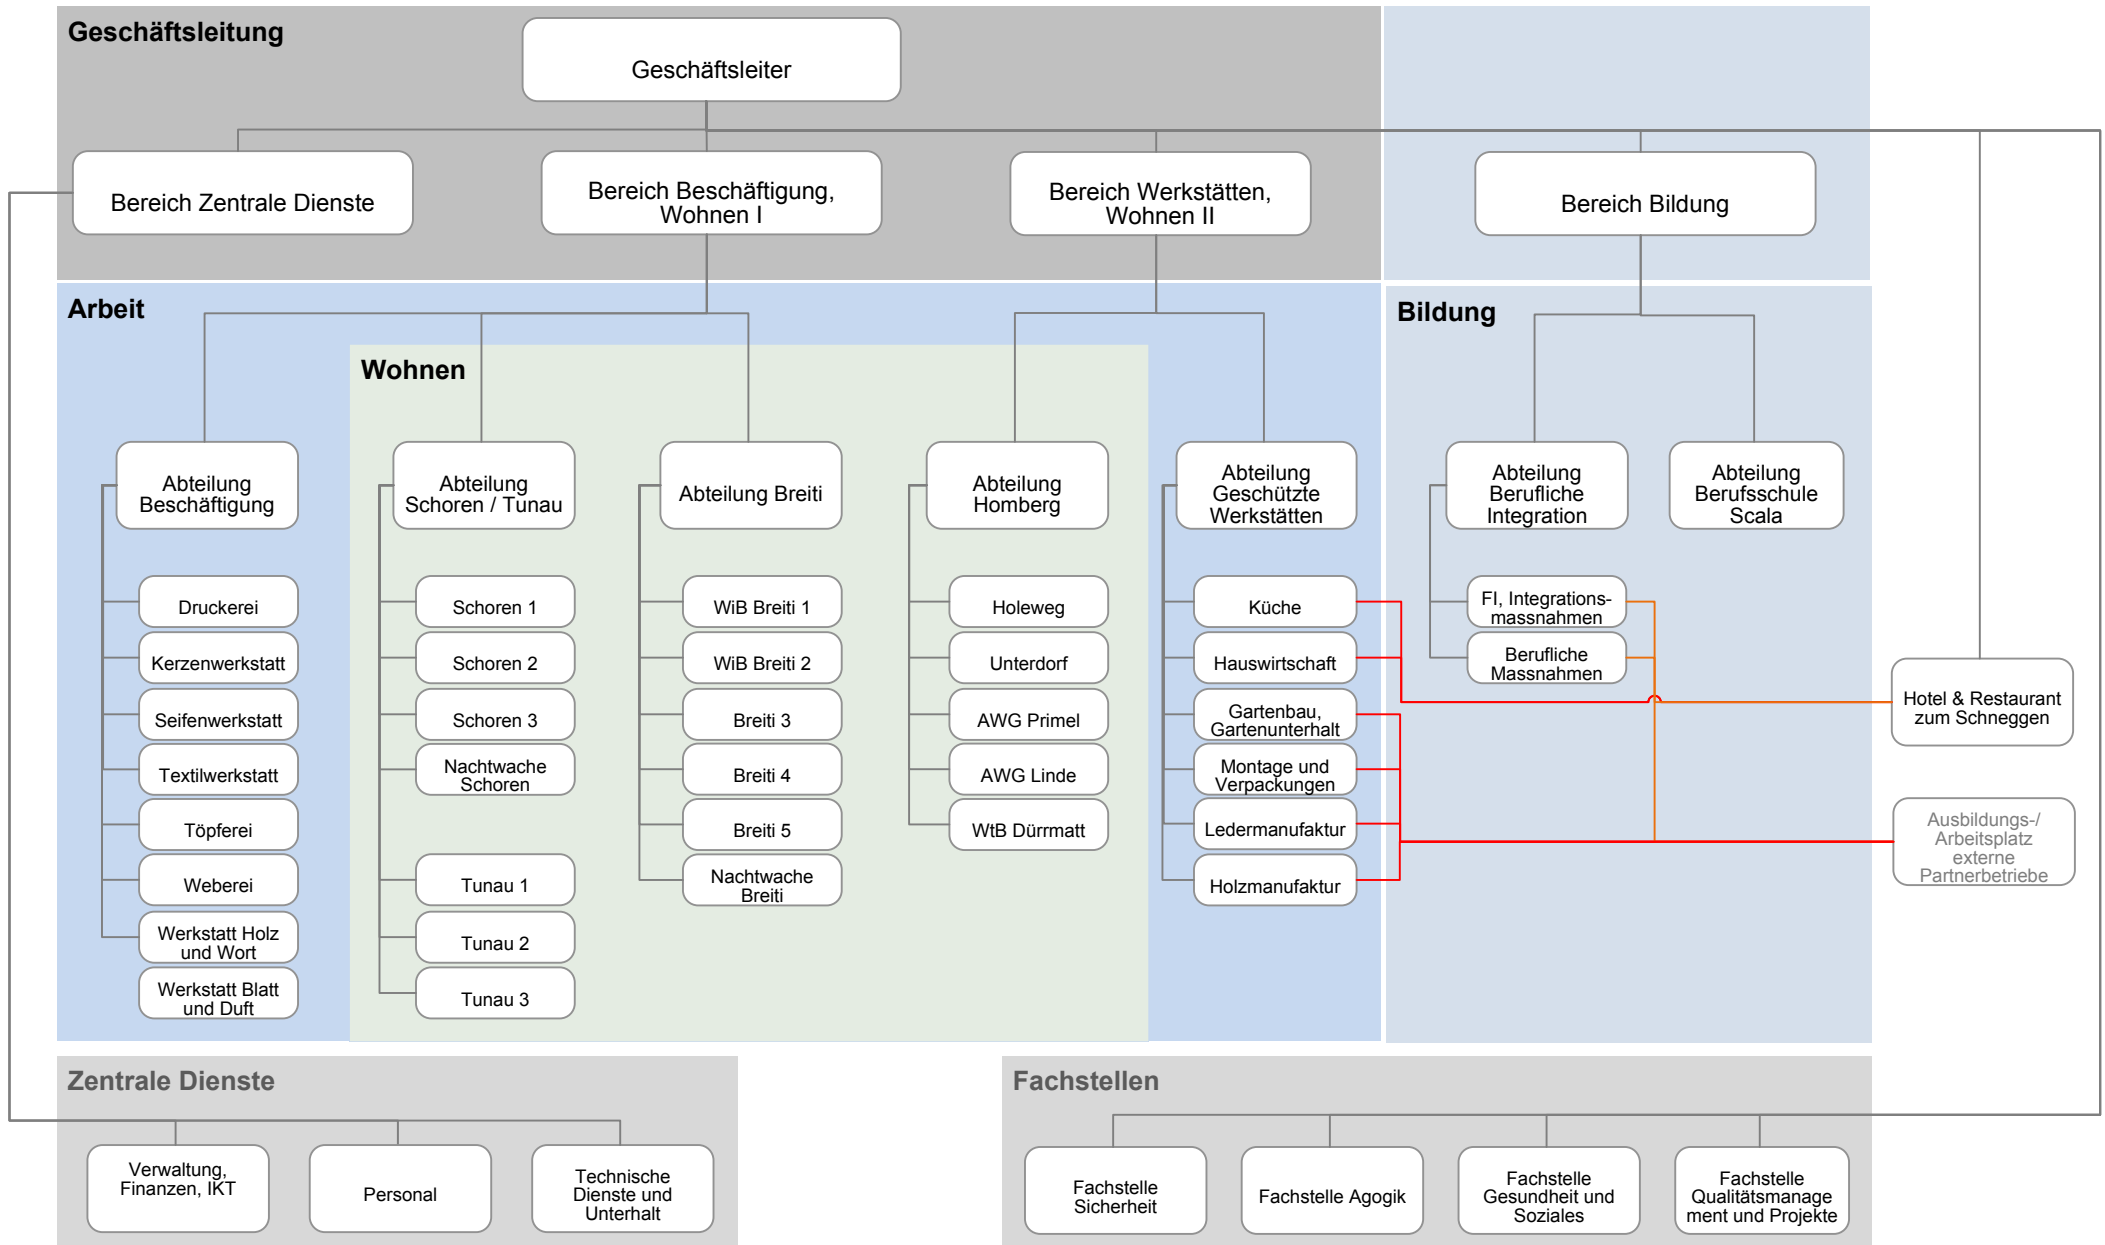 Geschäftsleitung
Geschäftsleiter
Bereich Zentrale Dienste
Bereich Beschäftigung,
Wohnen I
Bereich Werkstätten,
Wohnen II
Bereich Bildung
Arbeit
Bildung
Wohnen
Abteilung
Beschäftigung
Abteilung
Schoren / Tunau
Abteilung Breiti
Abteilung
Homberg
Abteilung
Geschützte
Werkstätten
Abteilung
Berufliche
Integration
Abteilung
Berufsschule
Scala
Druckerei
Kerzenwerkstatt
Seifenwerkstatt
Textilwerkstatt
Töpferei
Weberei
Werkstatt Holz
und Wort
Werkstatt Blatt
und Duft
Schoren 1
Schoren 2
Schoren 3
Nachtwache
Schoren
Tunau 1
Tunau 2
Tunau 3
WiB Breiti 1
WiB Breiti 2
Breiti 3
Breiti 4
Breiti 5
Nachtwache
Breiti
Holeweg
Unterdorf
AWG Primel
AWG Linde
WtB Dürrmatt
Küche
Hauswirtschaft
Gartenbau,
Gartenunterhalt
Montage und
Verpackungen
Ledermanufaktur
Holzmanufaktur
FI, Integrations-
massnahmen
Berufliche
Massnahmen
Hotel & Restaurant
zum Schneggen
Ausbildungs-/
Arbeitsplatz
externe
Partnerbetriebe
Zentrale Dienste
Verwaltung,
Finanzen, IKT
Personal
Technische
Dienste und
Unterhalt
Fachstellen
Fachstelle
Sicherheit
Fachstelle Agogik
Fachstelle
Gesundheit und
Soziales
Fachstelle
Qualitätsmanage
ment und Projekte